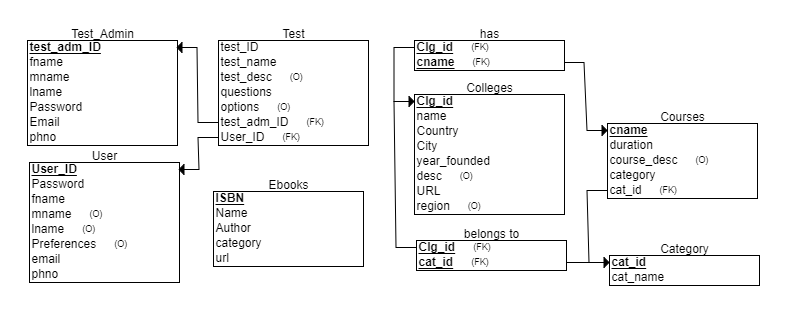 Test_Admin
test_adm_ID
fname
mname
lname
Password
Email
phno
Test
test_ID
test_name
test_desc (O)
questions
options (O)
test_adm_ID (FK)
User_ID (FK)
User
User_ID
Password
fname
mname (O)
lname (O)
Preferences (O)
email
phno
Ebooks
ISBN
Name
Author
category
url
has
Clg_id (FK)
cname (FK)
Colleges
Clg_id
name
Country
City
year_founded
desc (O)
URL
region (O)
belongs to
Clg_id (FK)
cat_id (FK)
Courses
cname
duration
course_desc (O)
category
cat_id (FK)
Category
cat_id
cat_name